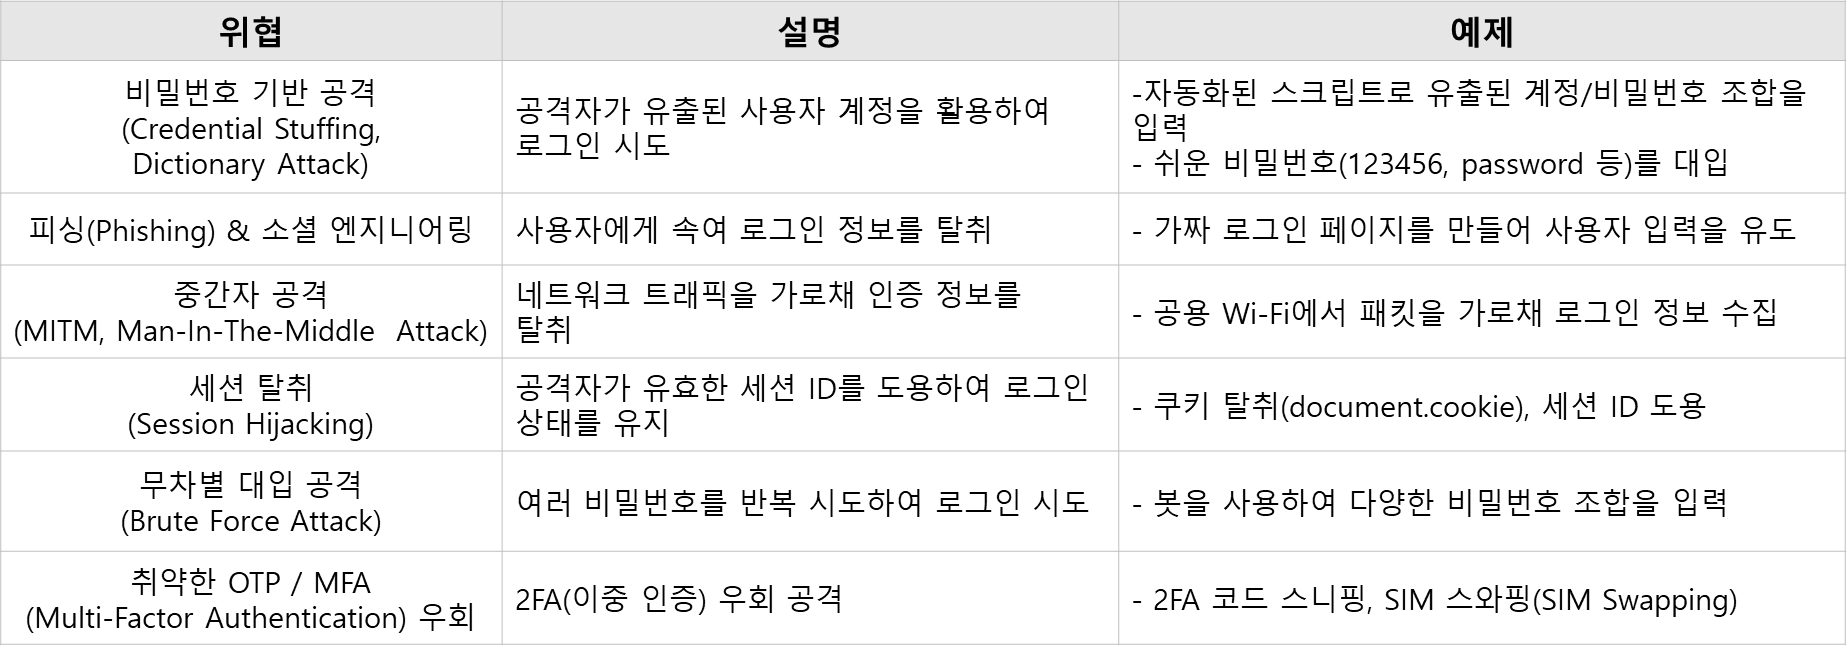 위협
설명
예제
비밀번호 기반 공격
(Credential Stuffing,
Dictionary Attack)
공격자가 유출된 사용자 계정을 활용하여
로그인 시도
-자동화된 스크립트로 유출된 계정/비밀번호 조합을
입력
- 쉬운 비밀번호(123456, password 등)를 대입
피싱(Phishing) & 소셜 엔지니어링
사용자에게 속여 로그인 정보를 탈취
- 가짜 로그인 페이지를 만들어 사용자 입력을 유도
중간자 공격
(MITM, Man-In-The-Middle  Attack)
네트워크 트래픽을 가로채 인증 정보를
탈취
- 공용 Wi-Fi에서 패킷을 가로채 로그인 정보 수집
세션 탈취
(Session Hijacking)
공격자가 유효한 세션 ID를 도용하여 로그인
상태를 유지
- 쿠키 탈취(document.cookie), 세션 ID 도용
무차별 대입 공격
(Brute Force Attack)
여러 비밀번호를 반복 시도하여 로그인 시도
- 봇을 사용하여 다양한 비밀번호 조합을 입력
취약한 OTP / MFA
(Multi-Factor Authentication) 우회
2FA(이중 인증) 우회 공격
- 2FA 코드 스니핑, SIM 스와핑(SIM Swapping)